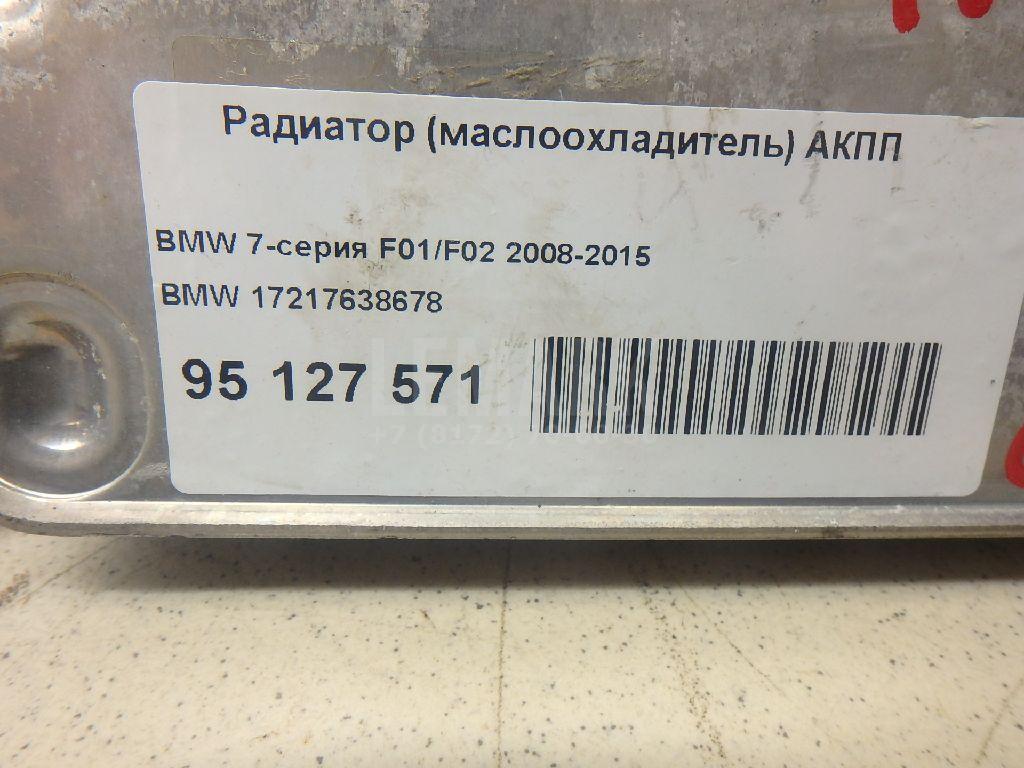 Радиатор (маслоохладитель) АКПП
BMW 7-серия F01/F02 2008-2015
BMW 17217638678
95 127 571